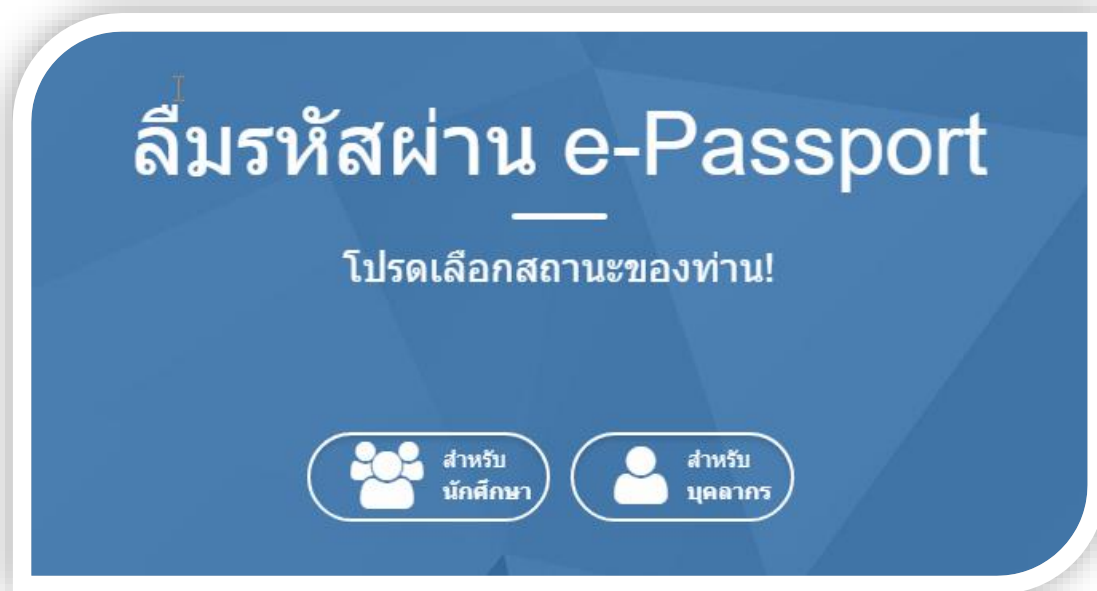 ลืมรหัสผ่าน e-Passport
โปรดเลือกสถานะของท่าน!
สำหรับ
นักศึกษา
สำหรับ
บุคลากร